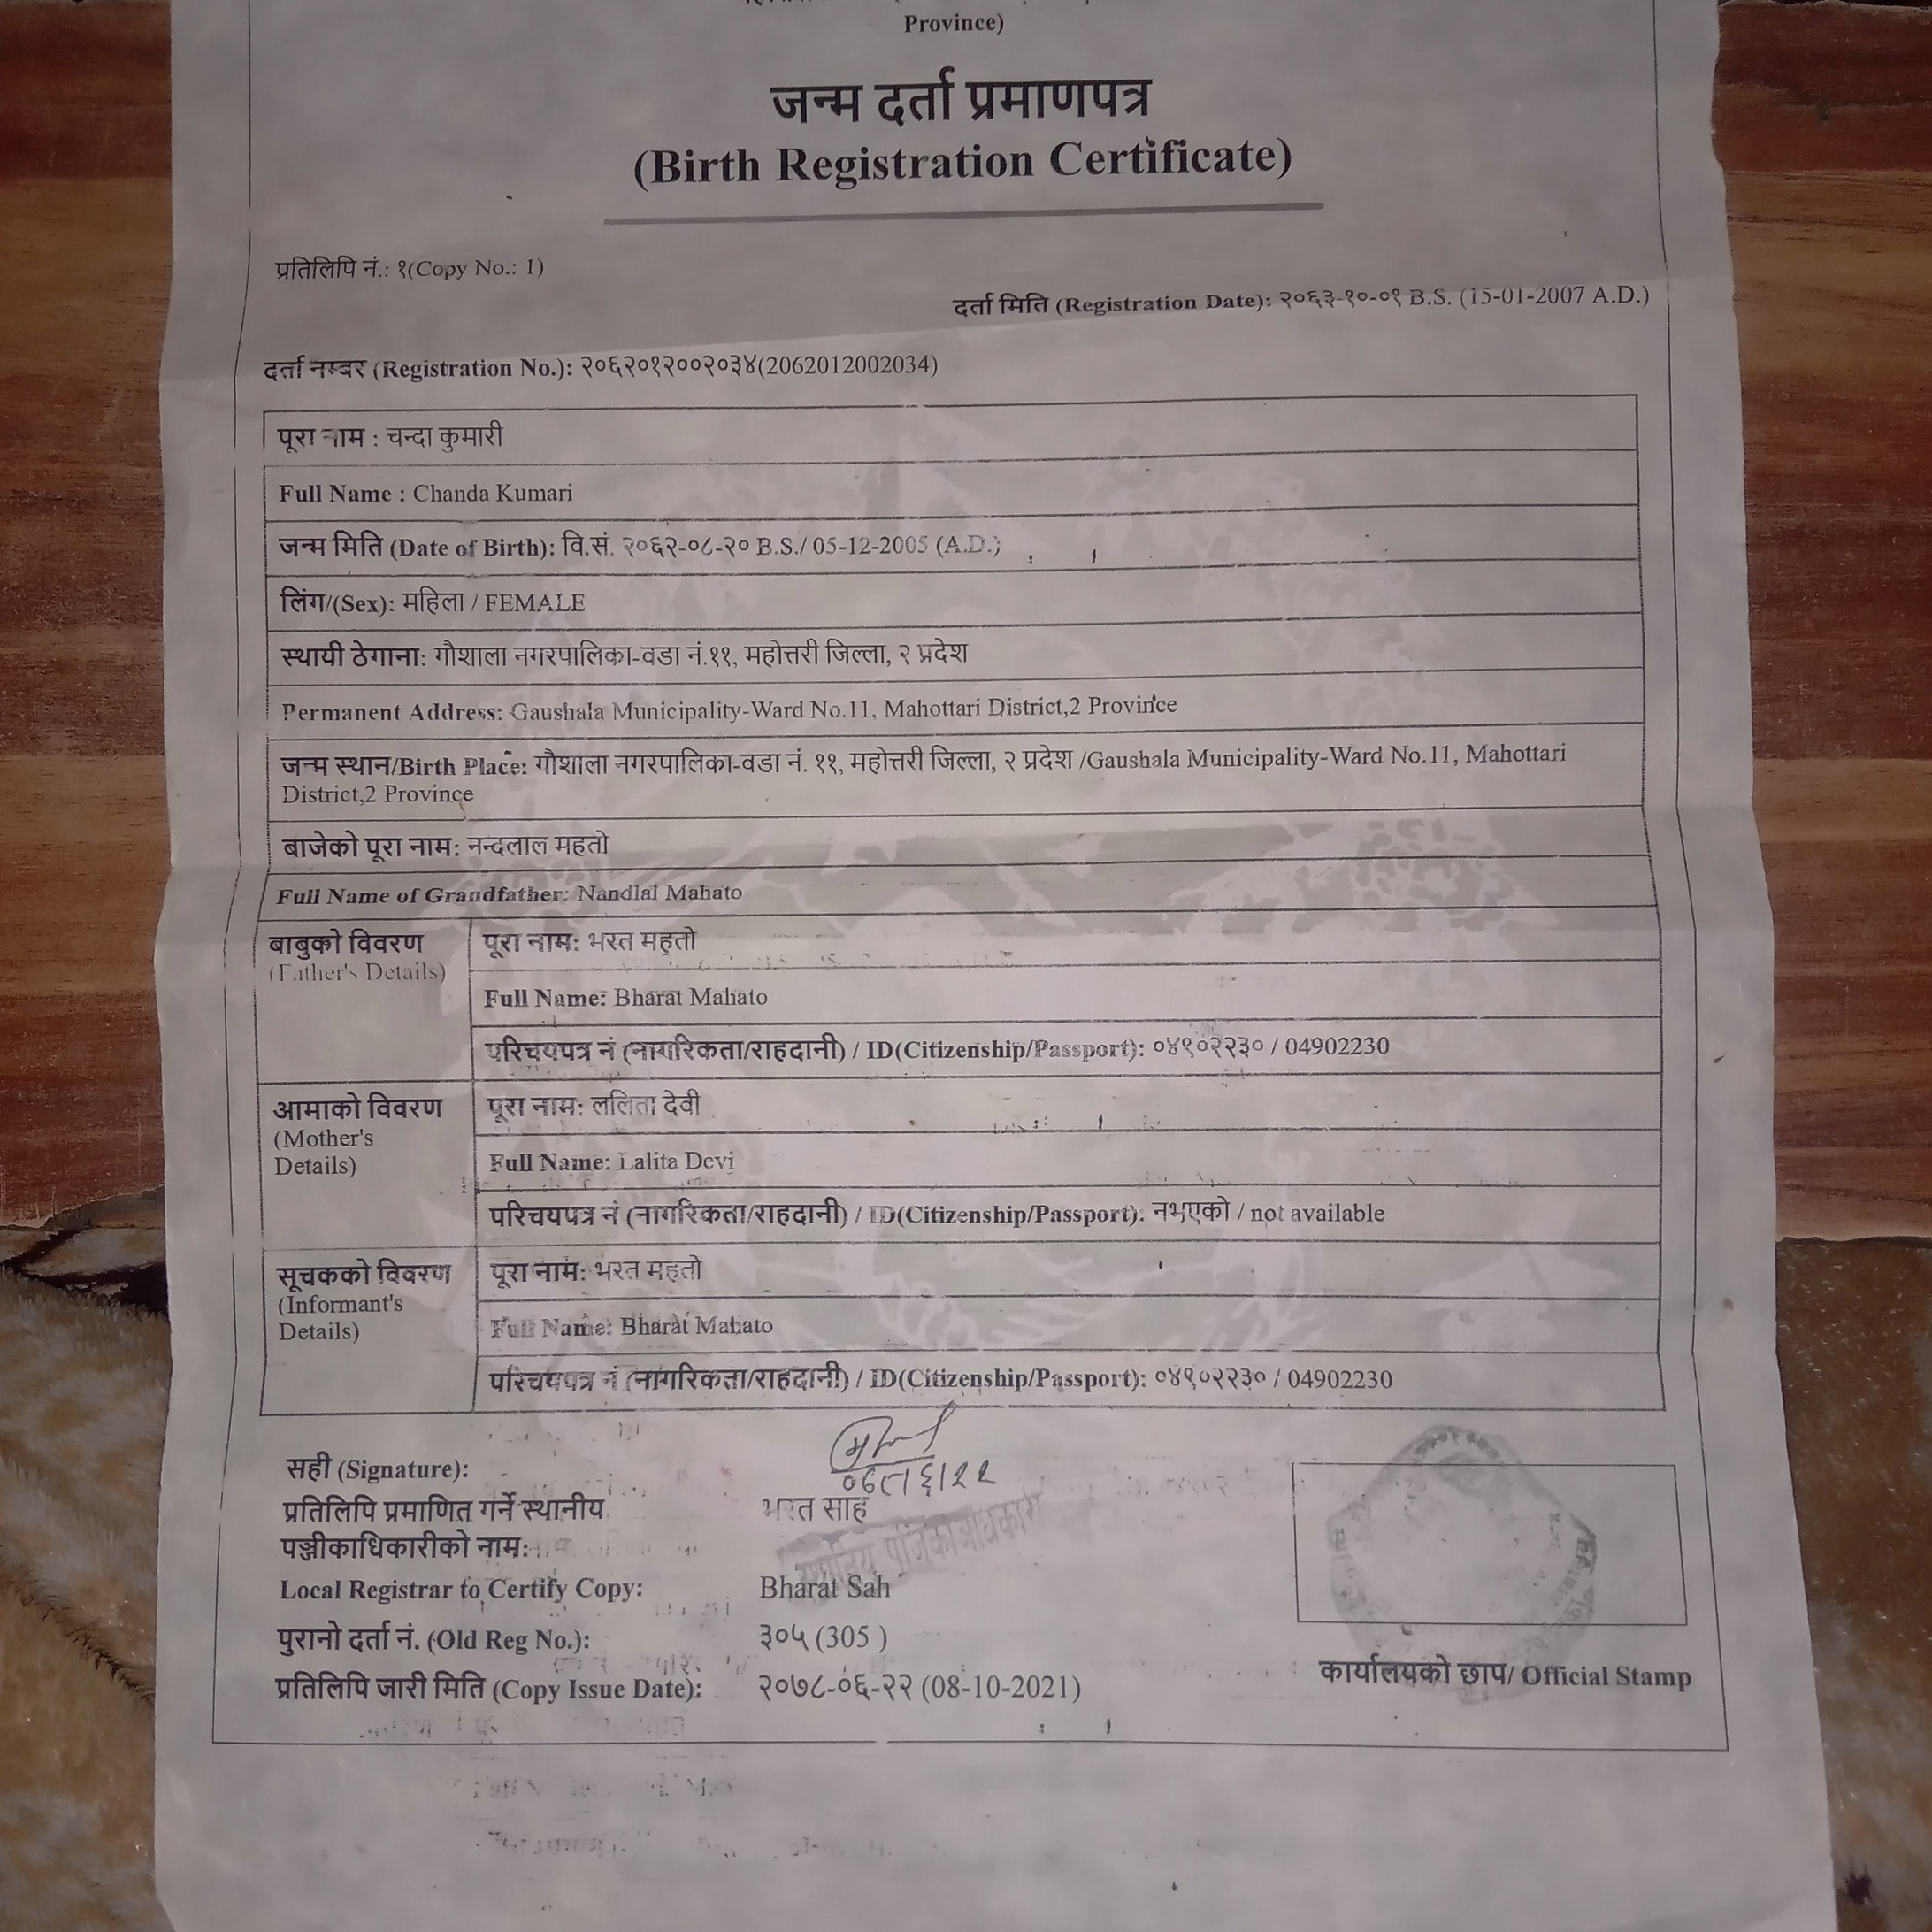 Province)
जन्म दर्ता प्रमाणपत्र
(Birth Registration Certificate)
प्रतिलिपि नं.: १(Copy No.: 1)
दर्ता मिति (Registration Date): २०६३-१०-०१ B.S. (15-01-2007 A.D.)
दर्ता नम्बर (Registration No.): २०६२०१२००२०३४(2062012002034)
पूरा नाम : चन्दा कुमारी
Full Name : Chanda Kumari
जन्म मिति (Date of Birth): वि.सं. २०६२-०८-२० B.S./ 05-12-2005 (A.D.)
लिंग/(Sex): महिला / FEMALE
स्थायी ठेगाना: गौशाला नगरपालिका-वडा नं.११, महोत्तरी जिल्ला, २ प्रदेश
Permanent Address: Gaushala Municipality-Ward No.11, Mahottari District,2 Province
जन्म स्थान/Birth Place: गौशाला नगरपालिका-वडा नं. ११, महोत्तरी जिल्ला, २ प्रदेश /Gaushala Municipality-Ward No.11, Mahottari
District,2 Province
बाजेको पूरा नाम: नन्दलाल महतो
Full Name of Grandfather: Nandlal Mahato
बाबुको विवरण
(Father's Details)
पूरा नाम: भरत महतो
Full Name: Bharat Mahato
परिचयपत्र नं (नागरिकता/राहदानी) / ID(Citizenship/Passport): ०४९०२२३० / 04902230
आमाको विवरण
(Mother's
Details)
पूरा नाम: ललिता देवी
Full Name: Lalita Devi
परिचयपत्र नं (नागरिकता/राहदानी) / ID(Citizenship/Passport): नभएको / not available
सूचकको विवरण
(Informant's
Details)
पूरा नाम: भरत महतो
Full Name: Bharat Mahato
परिचयपत्र नं (नागरिकता/राहदानी) / ID(Citizenship/Passport): ०४९०२२३० / 04902230
सही (Signature):
०७८।६।२२
प्रतिलिपि प्रमाणित गर्ने स्थानीय भरत साह
पञ्जीकाधिकारीको नाम:
स्थानिय पंजिकाअधिकारी
Local Registrar to Certify Copy: Bharat Sah
पुरानो दर्ता नं. (Old Reg No.): ३०५ (305 )
प्रतिलिपि जारी मिति (Copy Issue Date): २०७८-०६-२२ (08-10-2021)
कार्यालयको छाप/ Official Stamp